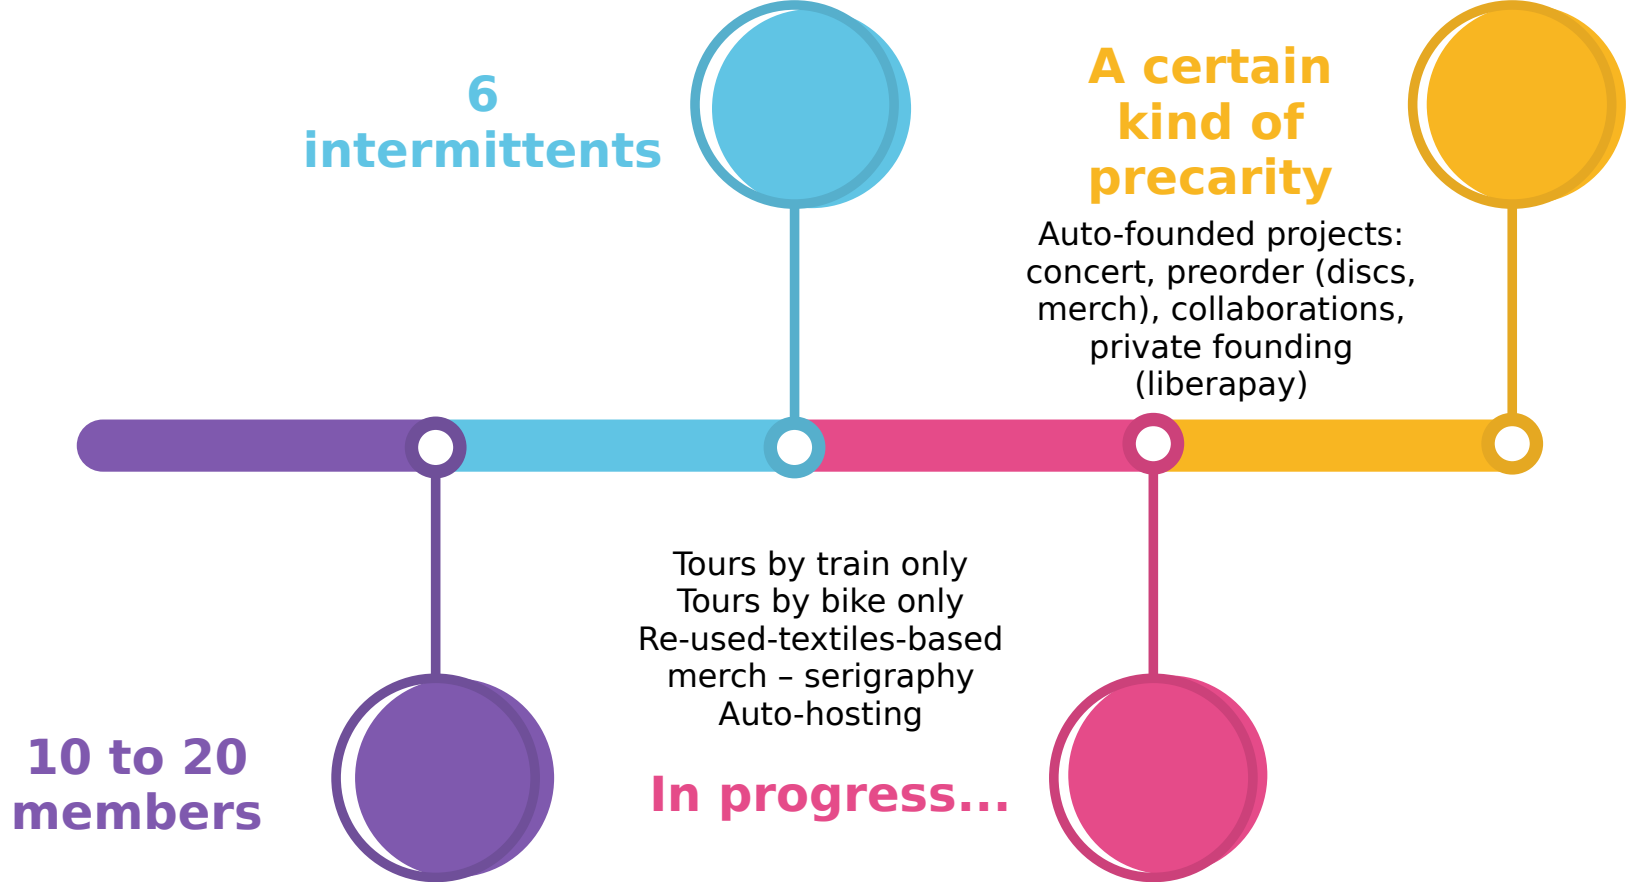 6
intermittents
A certain
kind of
precarity
Auto-founded projects:
concert, preorder (discs,
merch), collaborations,
private founding
(liberapay)
Tours by train only
Tours by bike only
Re-used-textiles-based
merch – serigraphy
Auto-hosting
In progress...
10 to 20
members